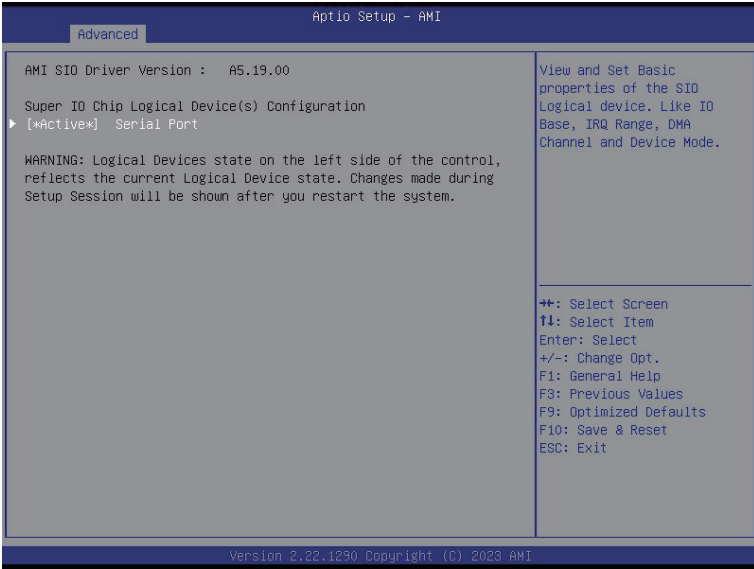 Aptio Setup – AMI
Advanced
AMI SIO Driver Version : A5.19.00
Super IO Chip Logical Device(s) Configuration
[*Active*] Serial Port
WARNING: Logical Devices state on the left side of the control,
reflects the current Logical Device state. Changes made during
Setup Session will be shown after you restart the system.
View and Set Basic
properties of the SIO
Logical device. Like IO
Base, IRQ Range, DMA
Channel and Device Mode.
→←: Select Screen
↑↓: Select Item
Enter: Select
+/-: Change Opt.
F1: General Help
F3: Previous Values
F9: Optimized Defaults
F10: Save & Reset
ESC: Exit
Version 2.22.1290 Copyright (C) 2023 AMI